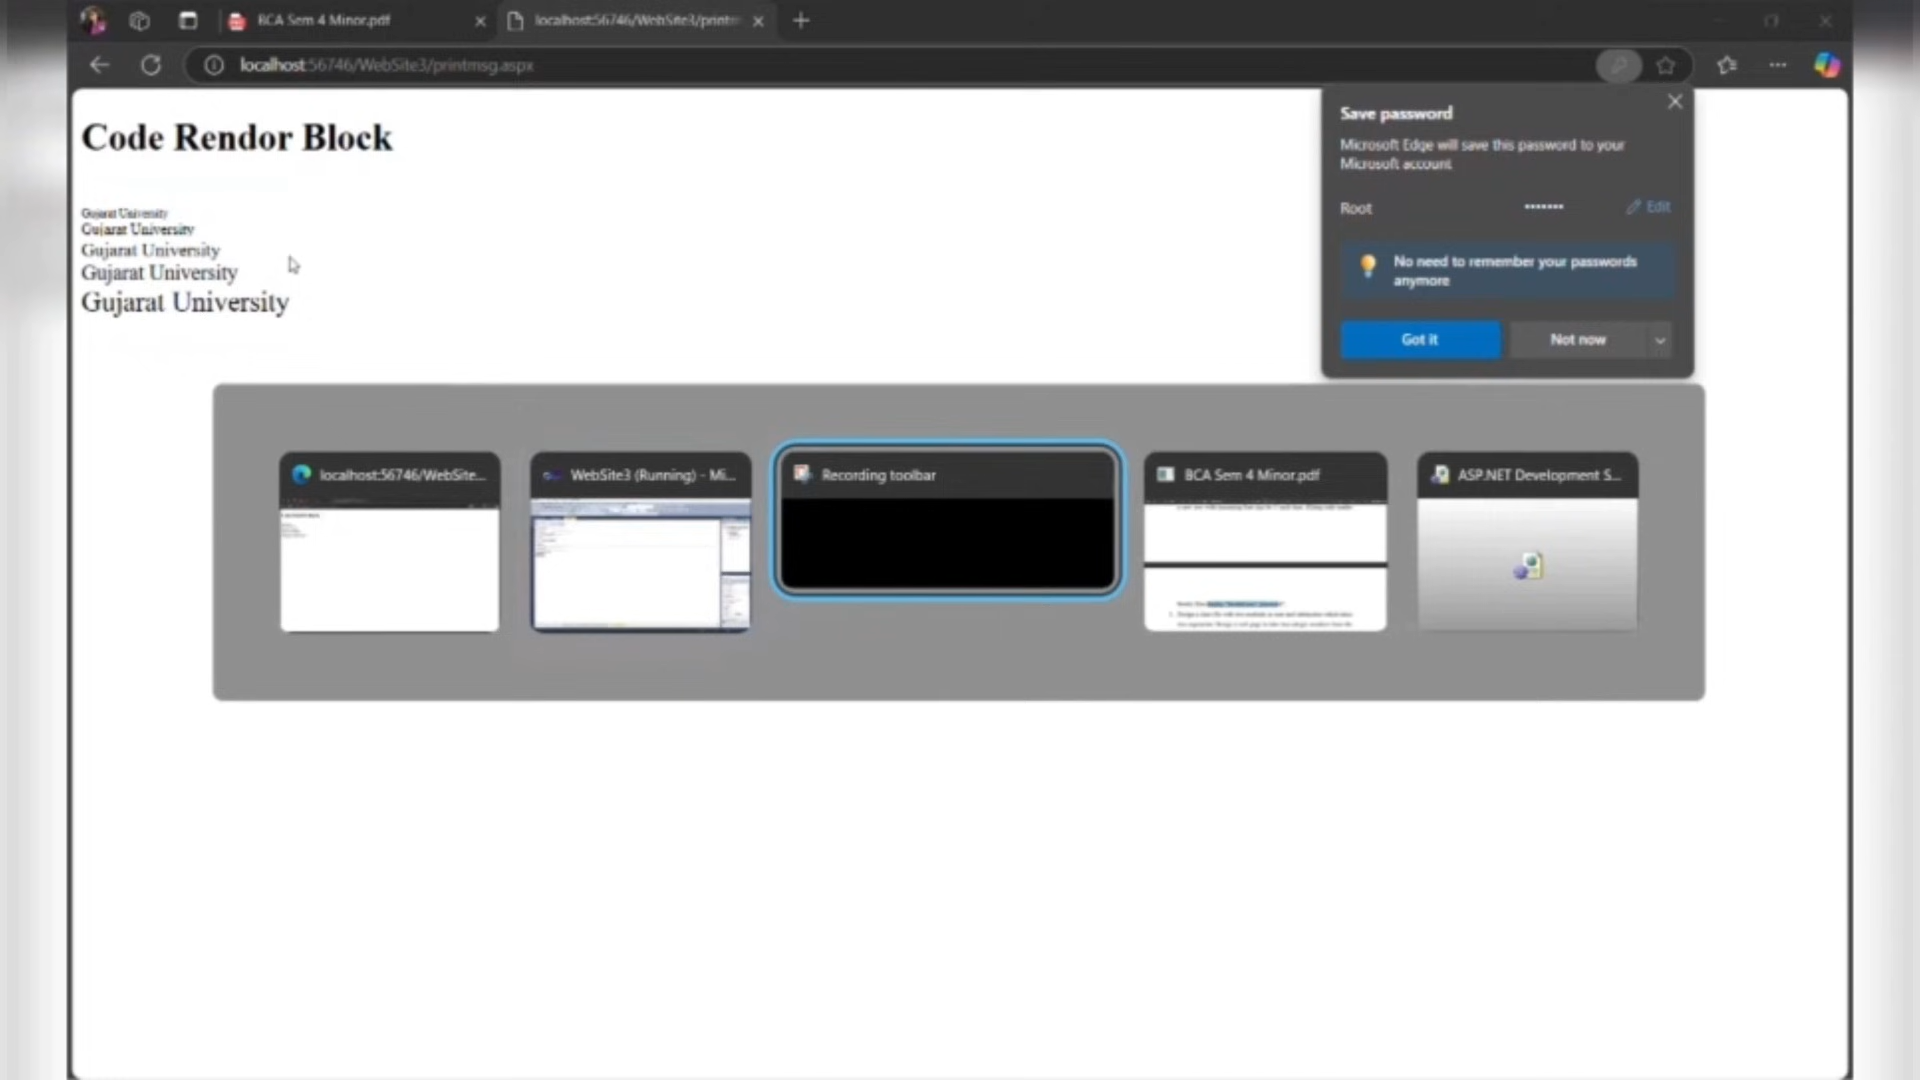 BCA Sem 4 Minor.pdf
localhost:56746/WebSite3/printm
localhost:56746/WebSite3/printmsg.aspx
Code Rendor Block
Gujarat University
Gujarat University
Gujarat University
Gujarat University
Gujarat University
Save password
Microsoft Edge will save this password to your
Microsoft account
Root •••••••
Edit
No need to remember your passwords
anymore
Got it
Not now
localhost:56746/WebSite...
WebSite3 (Running) - Mi...
Recording toolbar
BCA Sem 4 Minor.pdf
ASP.NET Development S...